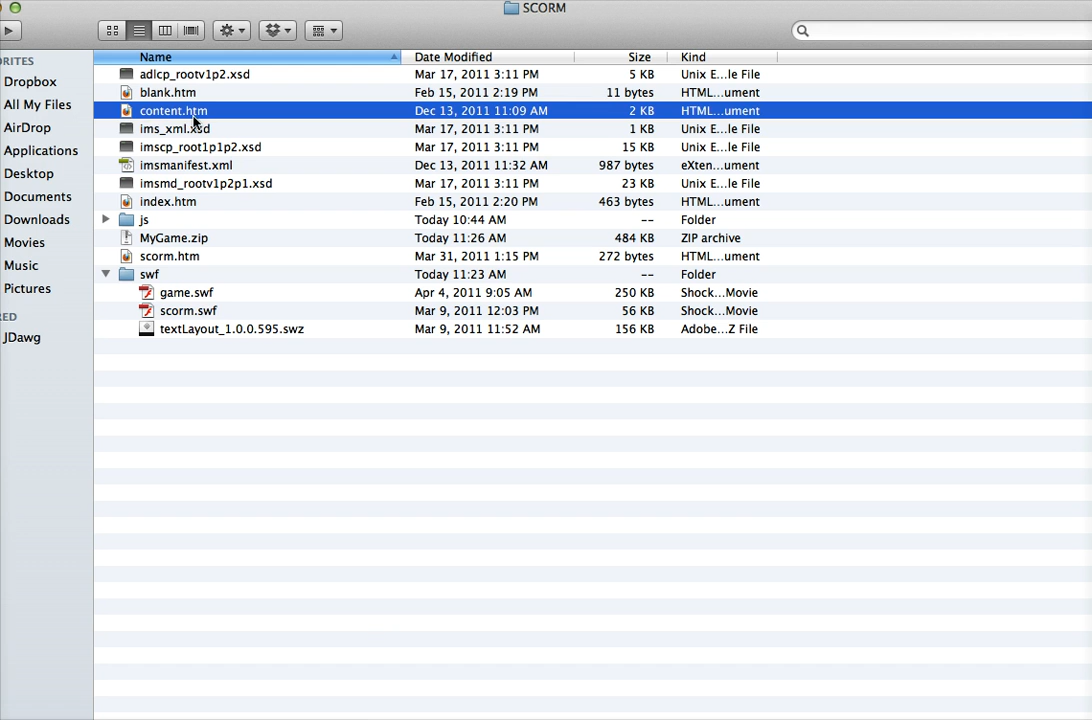 SCORM
RITES
Dropbox
All My Files
AirDrop
Applications
Desktop
Documents
Downloads
Movies
Music
Pictures
RED
JDawg
Name Date Modified Size Kind
adlcp_rootv1p2.xsd Mar 17, 2011 3:11 PM 5 KB Unix E...le File
blank.htm Feb 15, 2011 2:19 PM 11 bytes HTML...ument
content.htm Dec 13, 2011 11:09 AM 2 KB HTML...ument
ims_xml.xsd Mar 17, 2011 3:11 PM 1 KB Unix E...le File
imscp_root1p1p2.xsd Mar 17, 2011 3:11 PM 15 KB Unix E...le File
imsmanifest.xml Dec 13, 2011 11:32 AM 987 bytes eXten...ument
imsmd_rootv1p2p1.xsd Mar 17, 2011 3:11 PM 23 KB Unix E...le File
index.htm Feb 15, 2011 2:20 PM 463 bytes HTML...ument
js Today 10:44 AM -- Folder
MyGame.zip Today 11:26 AM 484 KB ZIP archive
scorm.htm Mar 31, 2011 1:15 PM 272 bytes HTML...ument
swf Today 11:23 AM -- Folder
game.swf Apr 4, 2011 9:05 AM 250 KB Shock...Movie
scorm.swf Mar 9, 2011 12:03 PM 56 KB Shock...Movie
textLayout_1.0.0.595.swz Mar 9, 2011 11:52 AM 156 KB Adobe...Z File